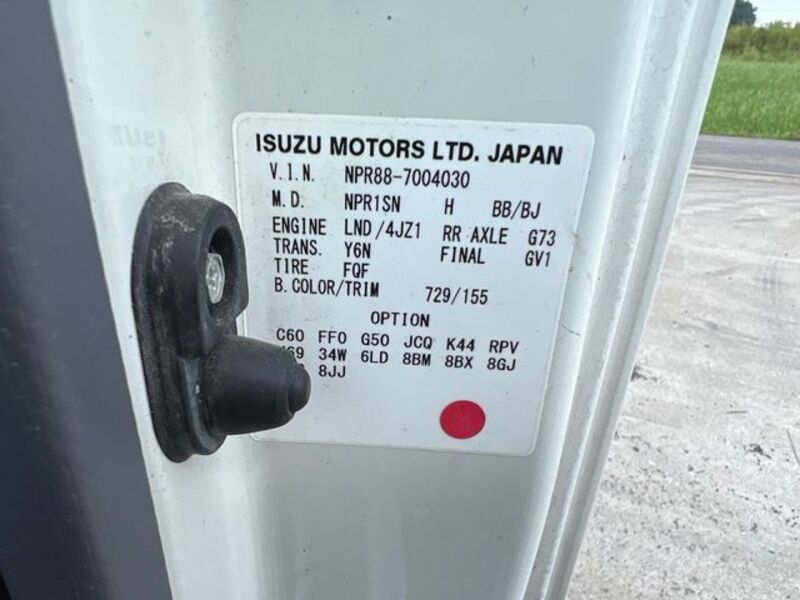 ISUZU MOTORS LTD. JAPAN
V.I.N. NPR88-7004030
M.D. NPR1SN H BB/BJ
ENGINE LND/4JZ1 RR AXLE G73
TRANS. Y6N FINAL GV1
TIRE FQF
B.COLOR/TRIM 729/155
OPTION
C60 FF0 G50 JCQ K44 RPV
34W 6LD 8BM 8BX 8GJ
8JJ